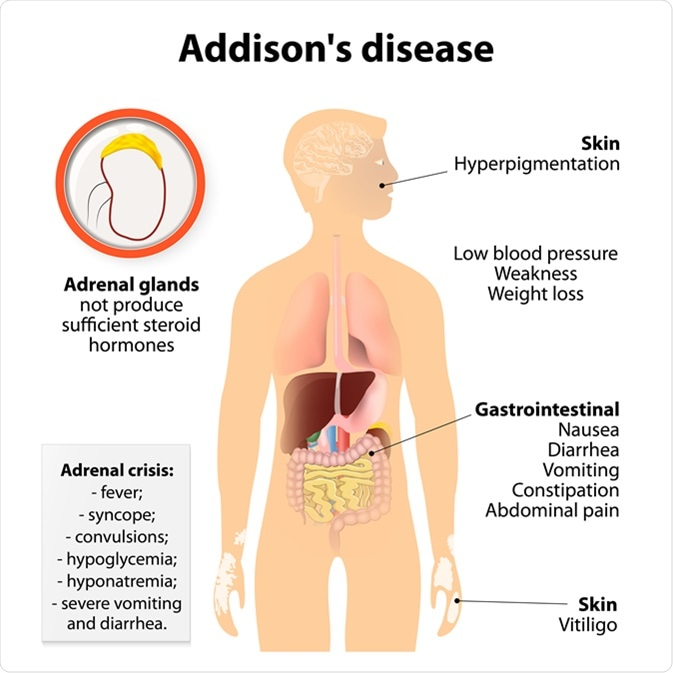 Addison's disease
Skin
Hyperpigmentation
Adrenal glands
not produce
sufficient steroid
hormones
Low blood pressure
Weakness
Weight loss
Gastrointestinal
Nausea
Diarrhea
Vomiting
Constipation
Abdominal pain
Adrenal crisis:
- fever;
- syncope;
- convulsions;
- hypoglycemia;
- hyponatremia;
- severe vomiting
and diarrhea.
Skin
Vitiligo